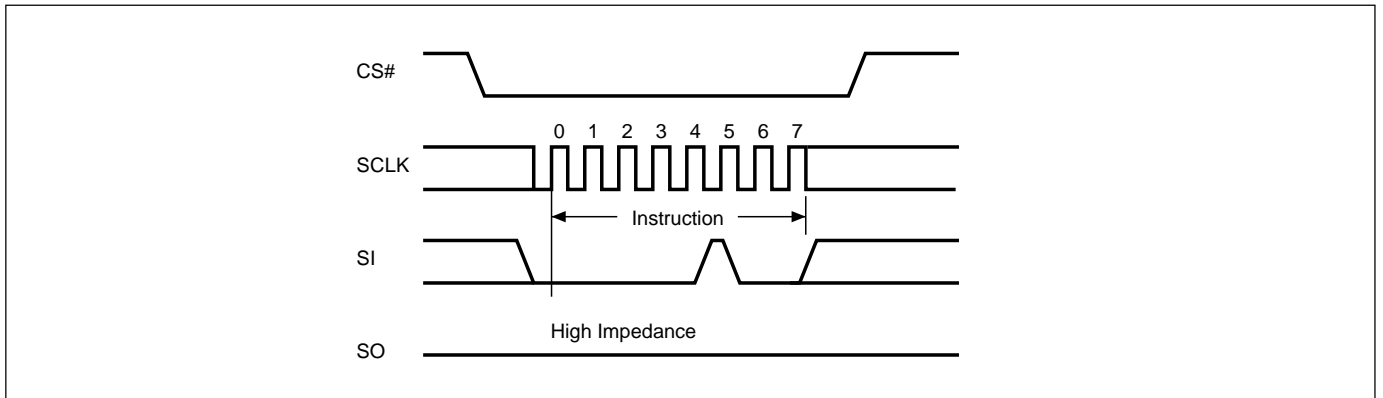 CS#
0 1 2 3 4 5 6 7
SCLK
Instruction
SI
High Impedance
SO